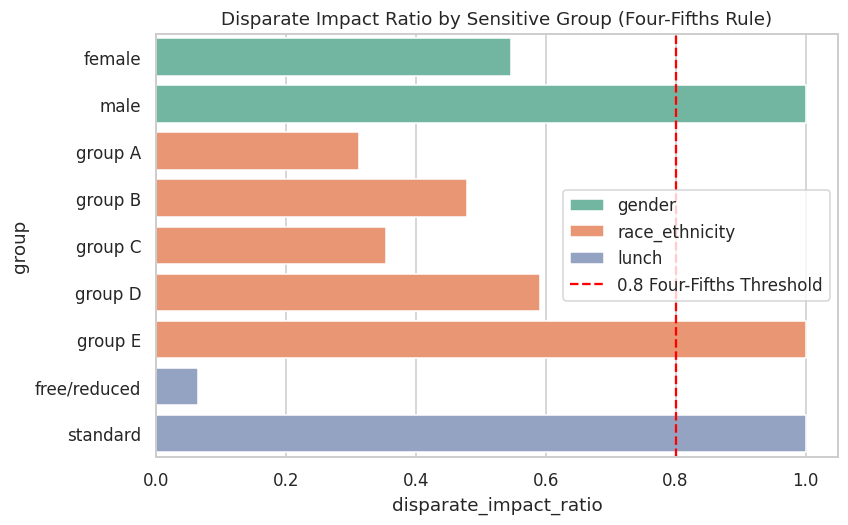 Disparate Impact Ratio by Sensitive Group (Four-Fifths Rule)
female
male
group A
group B
group C
group D
group E
free/reduced
standard
group
gender
race_ethnicity
lunch
0.8 Four-Fifths Threshold
0.0 0.2 0.4 0.6 0.8 1.0
disparate_impact_ratio